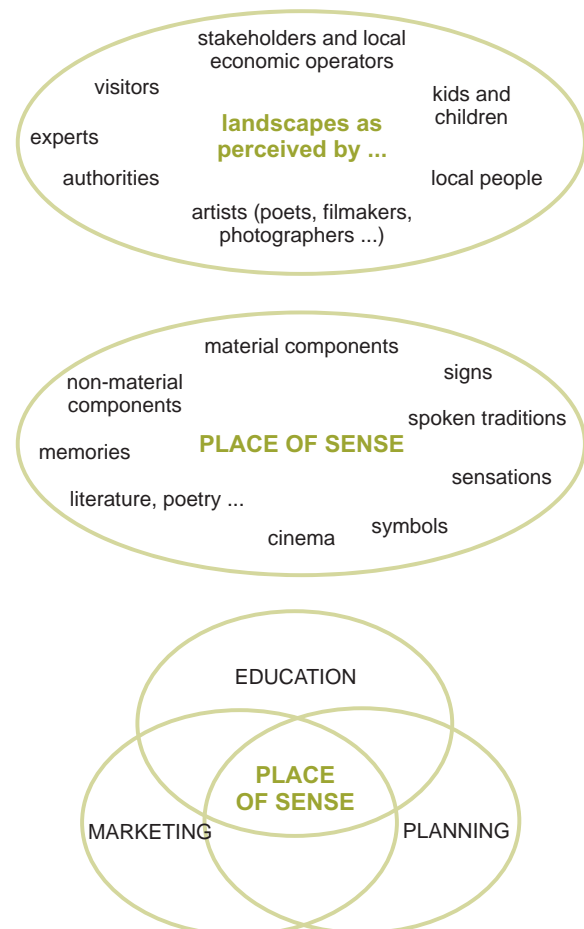 stakeholders and local
economic operators
visitors
kids and
children
experts
landscapes as
perceived by ...
authorities
local people
artists (poets, filmakers,
photographers ...)
material components
signs
non-material
components
spoken traditions
memories
PLACE OF SENSE
sensations
literature, poetry ...
symbols
cinema
EDUCATION
PLACE
OF SENSE
MARKETING
PLANNING